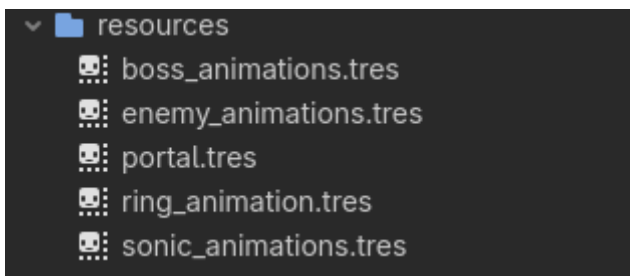 resources
boss_animations.tres
enemy_animations.tres
portal.tres
ring_animation.tres
sonic_animations.tres